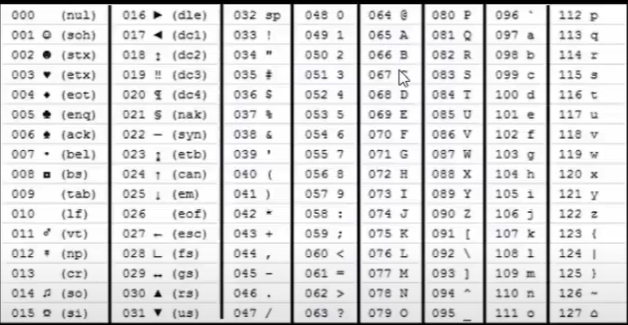 000 (nul) 016 ► (dle) 032 sp 048 0 064 @ 080 P 096 ` 112 p
001 ☺ (soh) 017 ◄ (dc1) 033 ! 049 1 065 A 081 Q 097 a 113 q
002 ☻ (stx) 018 ↕ (dc2) 034 " 050 2 066 B 082 R 098 b 114 r
003 ♥ (etx) 019 ‼ (dc3) 035 # 051 3 067 083 S 099 c 115 s
004 ♦ (eot) 020 ¶ (dc4) 036 $ 052 4 068 D 084 T 100 d 116 t
005 ♣ (enq) 021 § (nak) 037 % 053 5 069 E 085 U 101 e 117 u
006 ♠ (ack) 022 ▬ (syn) 038 & 054 6 070 F 086 V 102 f 118 v
007 • (bel) 023 ↨ (etb) 039 ' 055 7 071 G 087 W 103 g 119 w
008 ◘ (bs) 024 ↑ (can) 040 ( 056 8 072 H 088 X 104 h 120 x
009 (tab) 025 ↓ (em) 041 ) 057 9 073 I 089 Y 105 i 121 y
010 (lf) 026 (eof) 042 * 058 : 074 J 090 Z 106 j 122 z
011 ♂ (vt) 027 ← (esc) 043 + 059 ; 075 K 091 [ 107 k 123 {
012 ♀ (np) 028 ∟ (fs) 044 , 060 < 076 L 092 \ 108 l 124 |
013 (cr) 029 ↔ (gs) 045 - 061 = 077 M 093 ] 109 m 125 }
014 ♫ (so) 030 ▲ (rs) 046 . 062 > 078 N 094 ^ 110 n 126 ~
015 ☼ (si) 031 ▼ (us) 047 / 063 ? 079 O 095 _ 111 o 127 ⌂